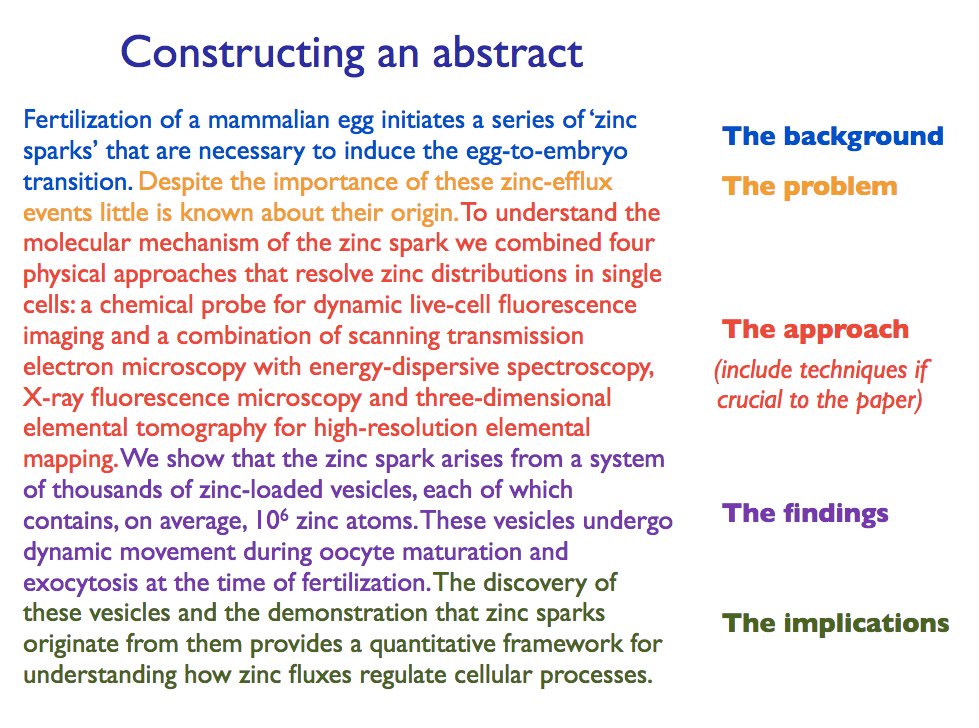 Constructing an abstract
Fertilization of a mammalian egg initiates a series of ‘zinc
sparks’ that are necessary to induce the egg-to-embryo
transition. Despite the importance of these zinc-efflux
events little is known about their origin. To understand the
molecular mechanism of the zinc spark we combined four
physical approaches that resolve zinc distributions in single
cells: a chemical probe for dynamic live-cell fluorescence
imaging and a combination of scanning transmission
electron microscopy with energy-dispersive spectroscopy,
X-ray fluorescence microscopy and three-dimensional
elemental tomography for high-resolution elemental
mapping. We show that the zinc spark arises from a system
of thousands of zinc-loaded vesicles, each of which
contains, on average, 10⁶ zinc atoms. These vesicles undergo
dynamic movement during oocyte maturation and
exocytosis at the time of fertilization. The discovery of
these vesicles and the demonstration that zinc sparks
originate from them provides a quantitative framework for
understanding how zinc fluxes regulate cellular processes.
The background
The problem
The approach
(include techniques if
crucial to the paper)
The findings
The implications